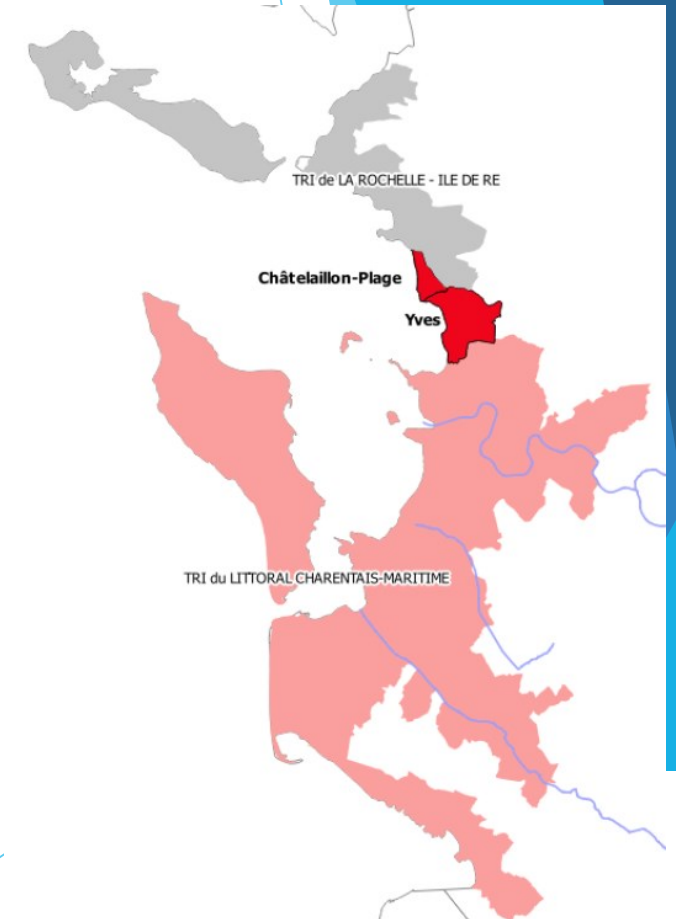 TRI de LA ROCHELLE - ILE DE RE
Châtelaillon-Plage
Yves
TRI du LITTORAL CHARENTAIS-MARITIME